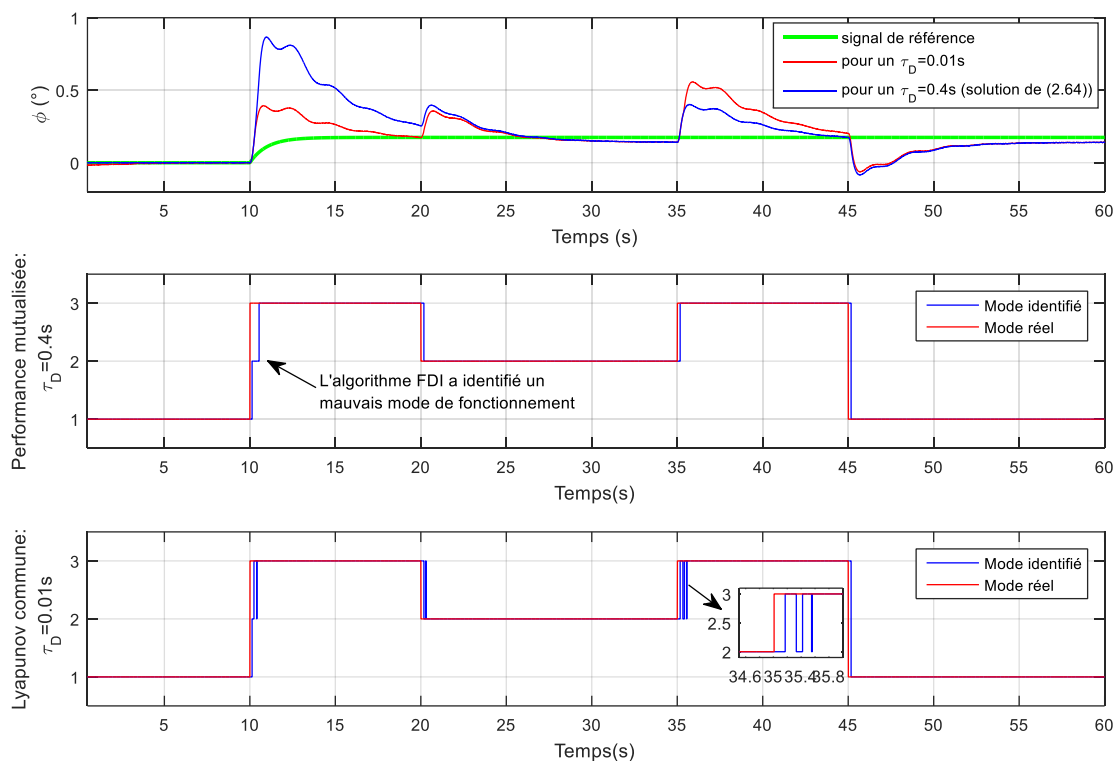 1
0.5
0
ϕ (°)
signal de référence
pour un τ_D=0.01s
pour un τ_D=0.4s (solution de (2.64))
5 10 15 20 25 30 35 40 45 50 55 60
Temps (s)
Performance mutualisée:
τ_D=0.4s
3
2
1
Mode identifié
Mode réel
L'algorithme FDI a identifié un
mauvais mode de fonctionnement
5 10 15 20 25 30 35 40 45 50 55 60
Temps(s)
Lyapunov commune:
τ_D=0.01s
3
2
1
Mode identifié
Mode réel
3
2.5
2
34.6 35 35.4 35.8
5 10 15 20 25 30 35 40 45 50 55 60
Temps(s)